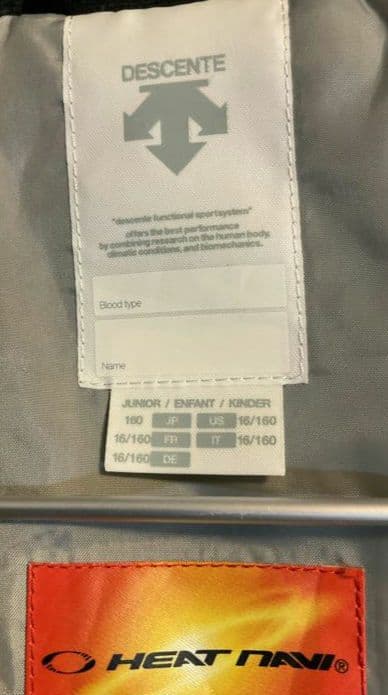 DESCENTE
"descente functional sportsystem"
offers the best performance
by combining research on the human body,
climatic conditions, and biomechanics.
Blood type
Name
JUNIOR / ENFANT / KINDER
160 JP US 16/160
16/160 FR IT 16/160
16/160 DE
HEAT NAVI®